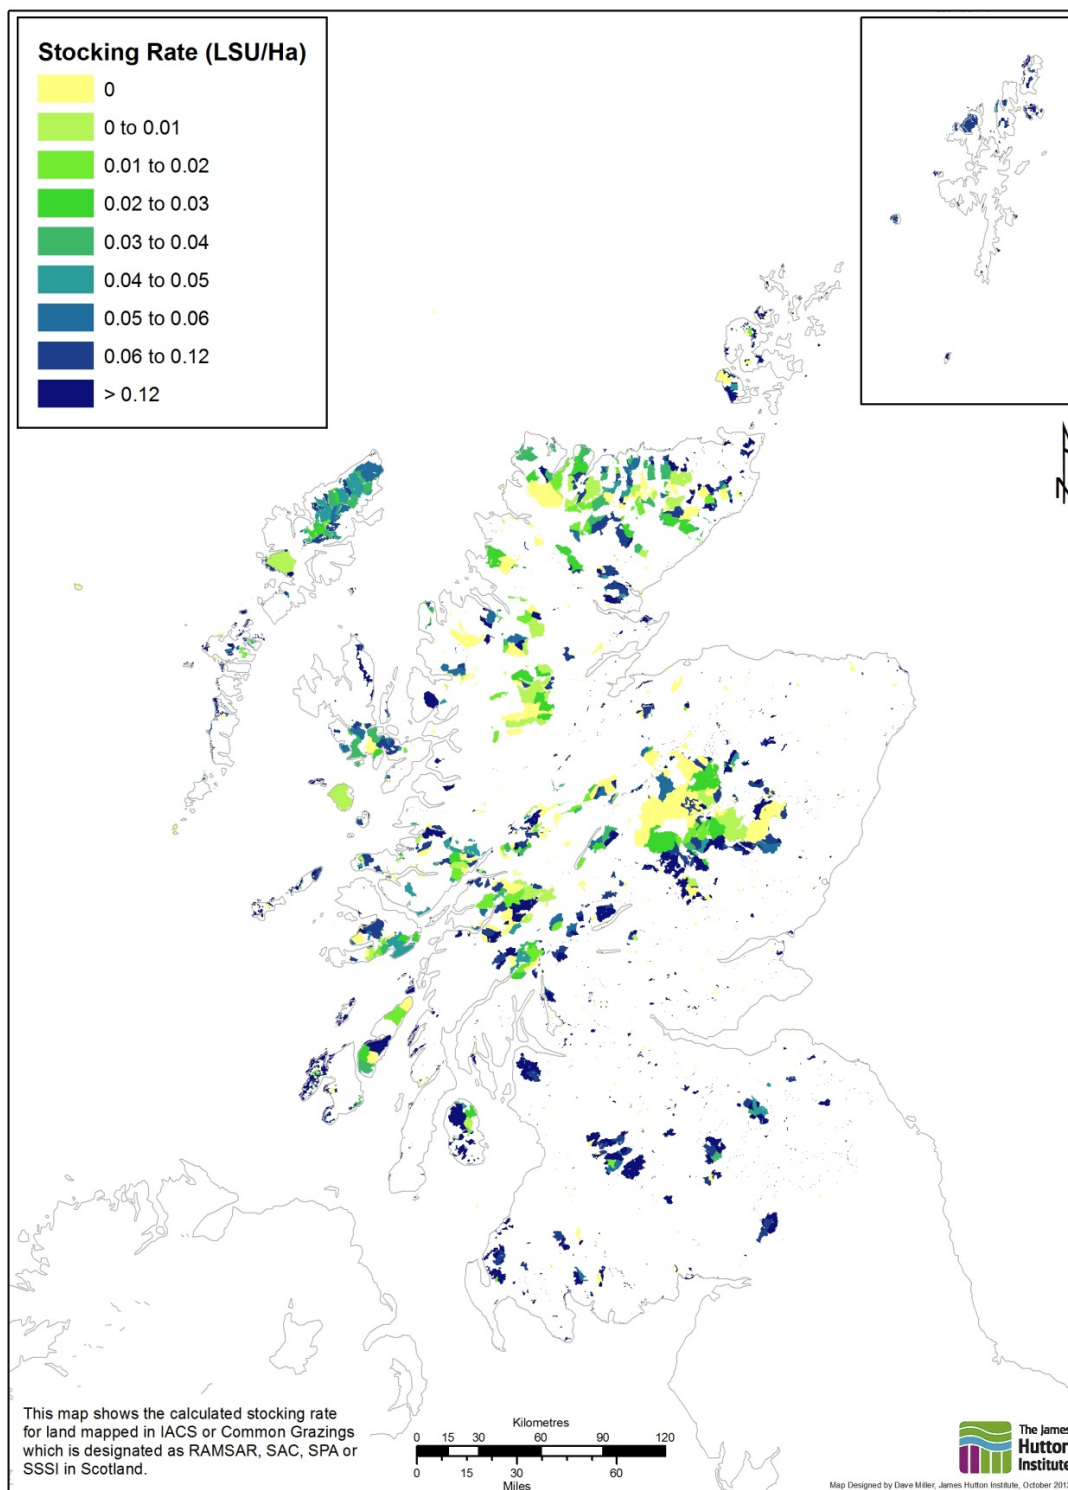 Stocking Rate (LSU/Ha)
0
0 to 0.01
0.01 to 0.02
0.02 to 0.03
0.03 to 0.04
0.04 to 0.05
0.05 to 0.06
0.06 to 0.12
> 0.12
N
This map shows the calculated stocking rate
for land mapped in IACS or Common Grazings
which is designated as RAMSAR, SAC, SPA or
SSSI in Scotland.
Kilometres
0 15 30 60 90 120
0 15 30 60
Miles
The James
Hutton
Institute
Map Designed by Dave Miller, James Hutton Institute, October 2012